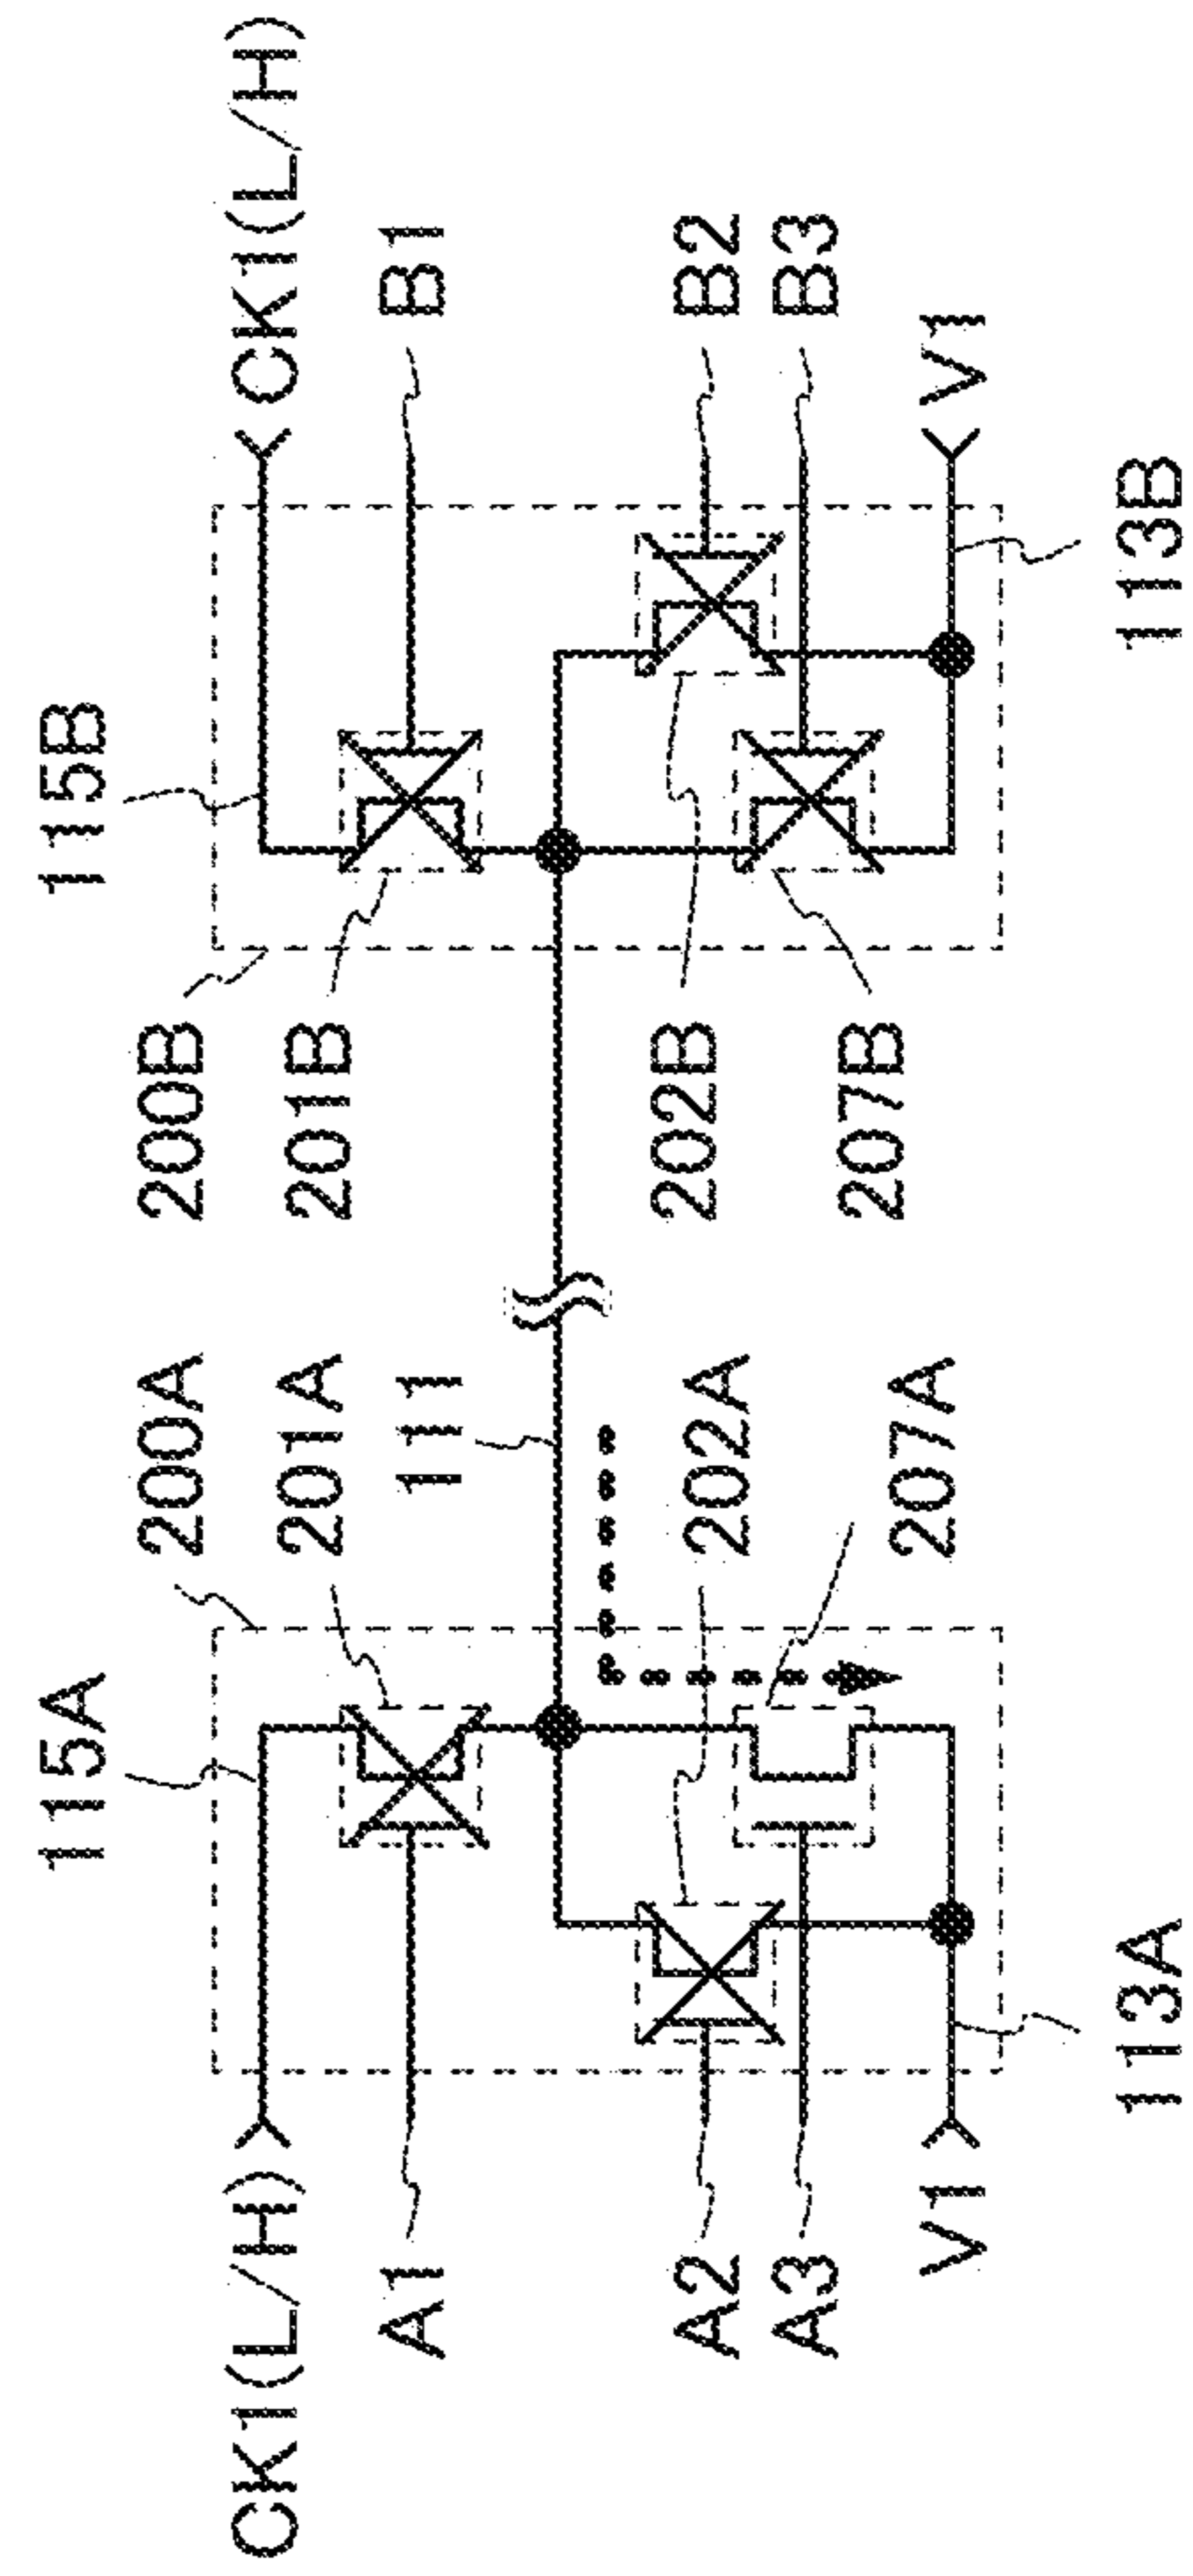 115A
115B
200A
200B
CK1(L/H)
CK1(L/H)
201A
201B
A1
111
B1
A2
202A
202B
B2
A3
207A
207B
B3
V1
V1
113A
113B